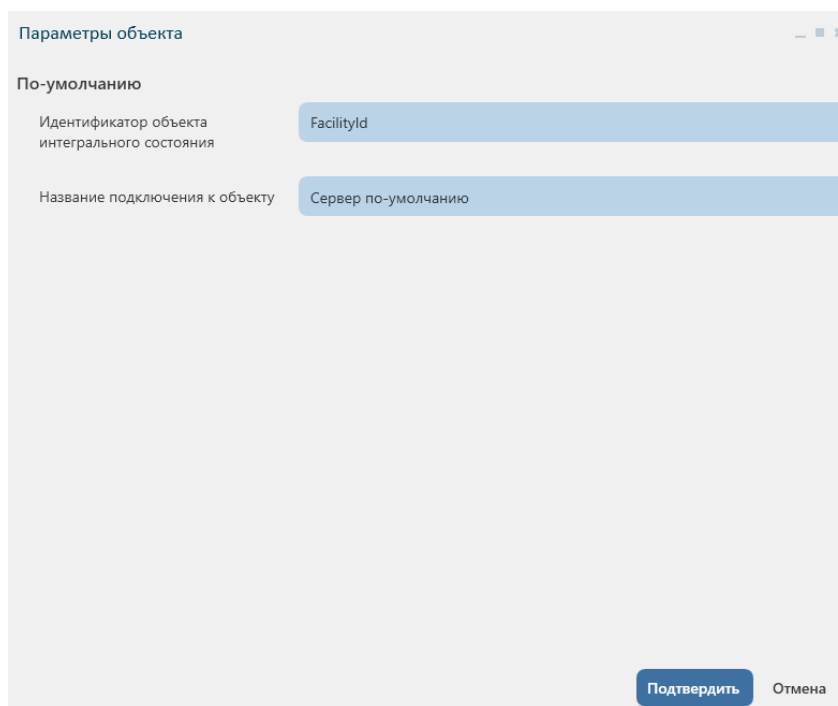 Параметры объекта
По-умолчанию
Идентификатор объекта
интегрального состояния
FacilityId
Название подключения к объекту
Сервер по-умолчанию
Подтвердить
Отмена